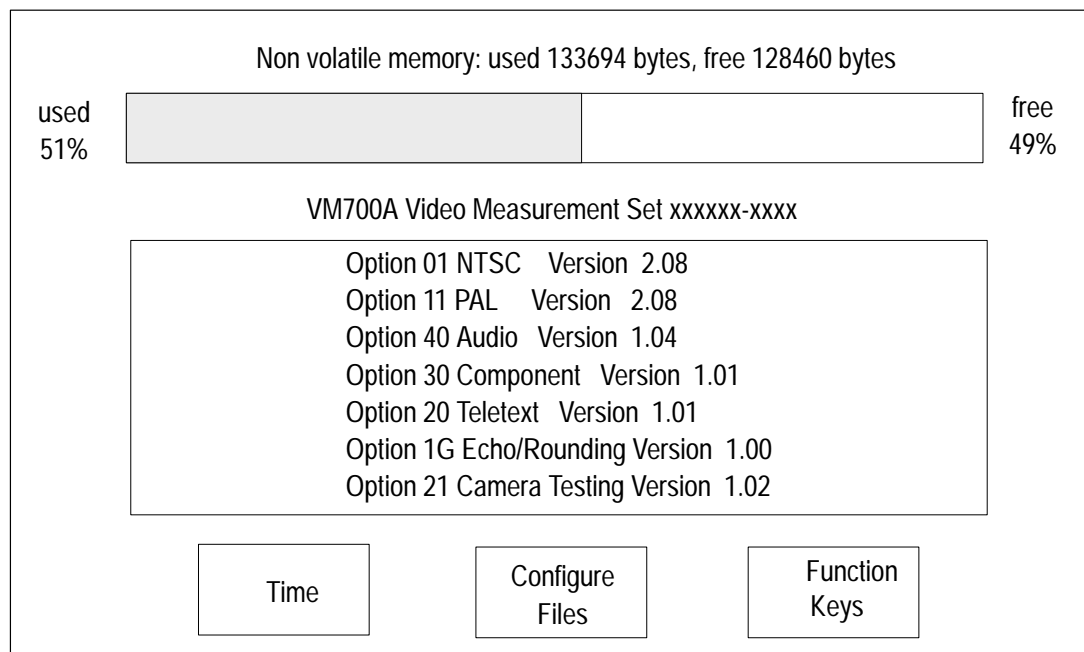 Non volatile memory: used 133694 bytes, free 128460 bytes
used
51%
free
49%
VM700A Video Measurement Set xxxxxx-xxxx
Option 01 NTSC Version 2.08
Option 11 PAL Version 2.08
Option 40 Audio Version 1.04
Option 30 Component Version 1.01
Option 20 Teletext Version 1.01
Option 1G Echo/Rounding Version 1.00
Option 21 Camera Testing Version 1.02
Time
Configure
Files
Function
Keys